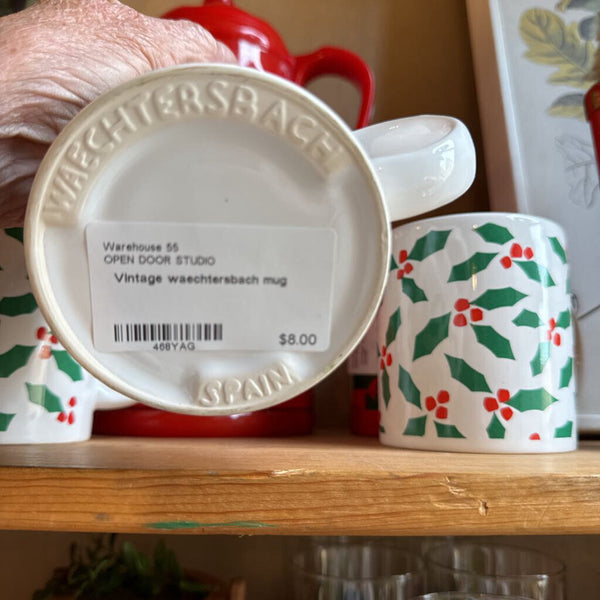 WAECHTERSBACH
Warehouse 55
OPEN DOOR STUDIO
Vintage waechtersbach mug
468YAG
$8.00
SPAIN